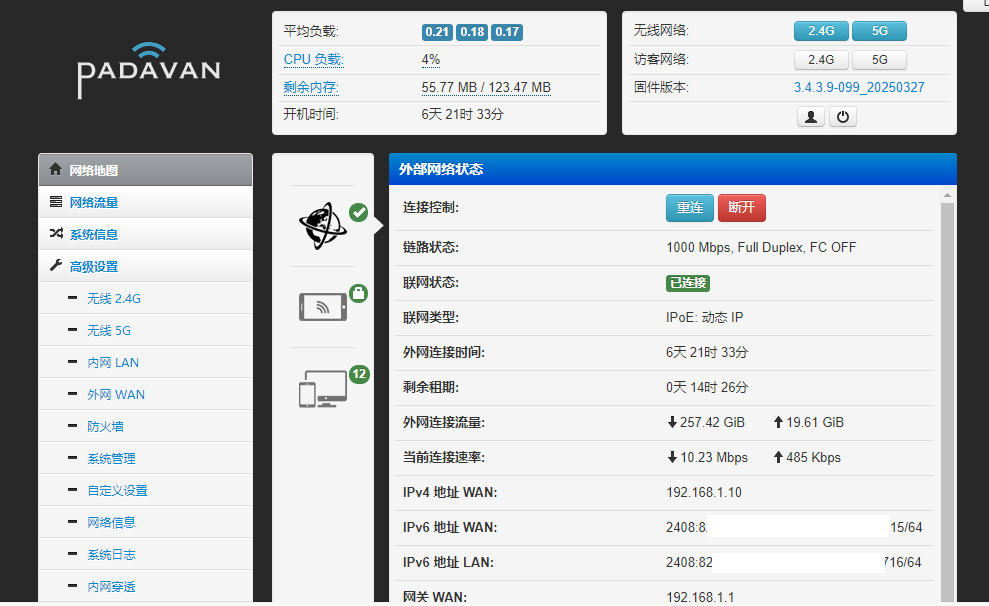 PADAVAN
平均负载: 0.21 0.18 0.17
CPU 负载: 4%
剩余内存: 55.77 MB / 123.47 MB
开机时间: 6天 21时 33分
无线网络: 2.4G 5G
访客网络: 2.4G 5G
固件版本: 3.4.3.9-099_20250327
网络地图
网络流量
系统信息
高级设置
无线 2.4G
无线 5G
内网 LAN
外网 WAN
防火墙
系统管理
自定义设置
网络信息
系统日志
内网穿透
12
外部网络状态
连接控制: 重连 断开
链路状态: 1000 Mbps, Full Duplex, FC OFF
联网状态: 已连接
联网类型: IPoE: 动态 IP
外网连接时间: 6天 21时 33分
剩余租期: 0天 14时 26分
外网连接流量: 257.42 GiB 19.61 GiB
当前连接速率: 10.23 Mbps 485 Kbps
IPv4 地址 WAN: 192.168.1.10
IPv6 地址 WAN: 2408:8 15/64
IPv6 地址 LAN: 2408:82 716/64
网关 WAN: 192.168.1.1